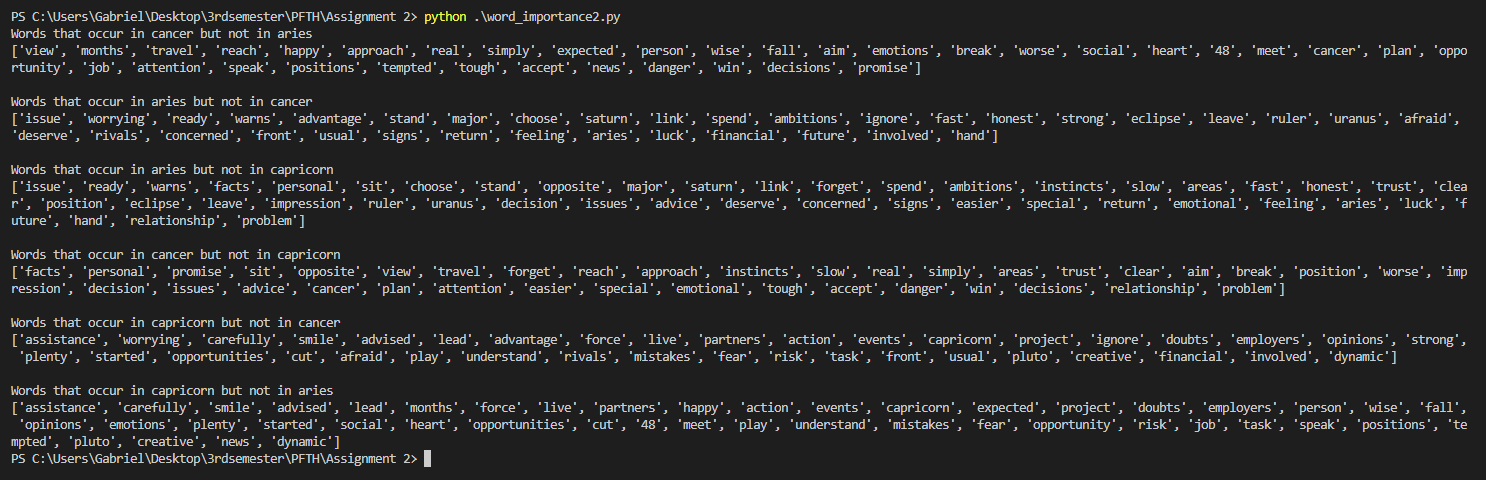 PS C:\Users\Gabriel\Desktop\3rdsemester\PFTH\Assignment 2> python .\word_importance2.py
Words that occur in cancer but not in aries
['view', 'months', 'travel', 'reach', 'happy', 'approach', 'real', 'simply', 'expected', 'person', 'wise', 'fall', 'aim', 'emotions', 'break', 'worse', 'social', 'heart', '48', 'meet', 'cancer', 'plan', 'oppo
rtunity', 'job', 'attention', 'speak', 'positions', 'tempted', 'tough', 'accept', 'news', 'danger', 'win', 'decisions', 'promise']

Words that occur in aries but not in cancer
['issue', 'worrying', 'ready', 'warns', 'advantage', 'stand', 'major', 'choose', 'saturn', 'link', 'spend', 'ambitions', 'ignore', 'fast', 'honest', 'strong', 'eclipse', 'leave', 'ruler', 'uranus', 'afraid',
'deserve', 'rivals', 'concerned', 'front', 'usual', 'signs', 'return', 'feeling', 'aries', 'luck', 'financial', 'future', 'involved', 'hand']

Words that occur in aries but not in capricorn
['issue', 'ready', 'warns', 'facts', 'personal', 'sit', 'choose', 'stand', 'opposite', 'major', 'saturn', 'link', 'forget', 'spend', 'ambitions', 'instincts', 'slow', 'areas', 'fast', 'honest', 'trust', 'clea
r', 'position', 'eclipse', 'leave', 'impression', 'ruler', 'uranus', 'decision', 'issues', 'advice', 'deserve', 'concerned', 'signs', 'easier', 'special', 'return', 'emotional', 'feeling', 'aries', 'luck', 'f
uture', 'hand', 'relationship', 'problem']

Words that occur in cancer but not in capricorn
['facts', 'personal', 'promise', 'sit', 'opposite', 'view', 'travel', 'forget', 'reach', 'approach', 'instincts', 'slow', 'real', 'simply', 'areas', 'trust', 'clear', 'aim', 'break', 'position', 'worse', 'imp
ression', 'decision', 'issues', 'advice', 'cancer', 'plan', 'attention', 'easier', 'special', 'emotional', 'tough', 'accept', 'danger', 'win', 'decisions', 'relationship', 'problem']

Words that occur in capricorn but not in cancer
['assistance', 'worrying', 'carefully', 'smile', 'advised', 'lead', 'advantage', 'force', 'live', 'partners', 'action', 'events', 'capricorn', 'project', 'ignore', 'doubts', 'employers', 'opinions', 'strong',
'plenty', 'started', 'opportunities', 'cut', 'afraid', 'play', 'understand', 'rivals', 'mistakes', 'fear', 'risk', 'task', 'front', 'usual', 'pluto', 'creative', 'financial', 'involved', 'dynamic']

Words that occur in capricorn but not in aries
['assistance', 'carefully', 'smile', 'advised', 'lead', 'months', 'force', 'live', 'partners', 'happy', 'action', 'events', 'capricorn', 'expected', 'project', 'doubts', 'employers', 'person', 'wise', 'fall',
'opinions', 'emotions', 'plenty', 'started', 'social', 'heart', 'opportunities', 'cut', '48', 'meet', 'play', 'understand', 'mistakes', 'fear', 'opportunity', 'risk', 'job', 'task', 'speak', 'positions', 'te
mpted', 'pluto', 'creative', 'news', 'dynamic']
PS C:\Users\Gabriel\Desktop\3rdsemester\PFTH\Assignment 2>